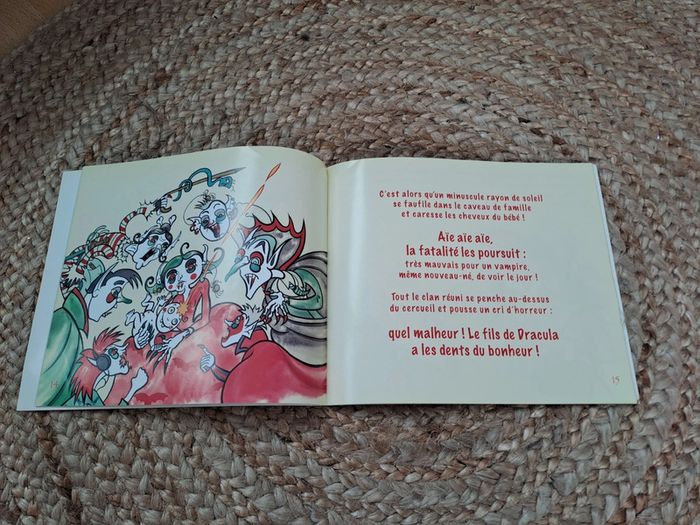 C'est alors qu'un minuscule rayon de soleil
se faufile dans le caveau de famille
et caresse les cheveux du bébé !
Aïe aïe aïe,
la fatalité les poursuit :
très mauvais pour un vampire,
même nouveau-né, de voir le jour !
Tout le clan réuni se penche au-dessus
du cercueil et pousse un cri d'horreur :
quel malheur ! Le fils de Dracula
a les dents du bonheur !
14
15